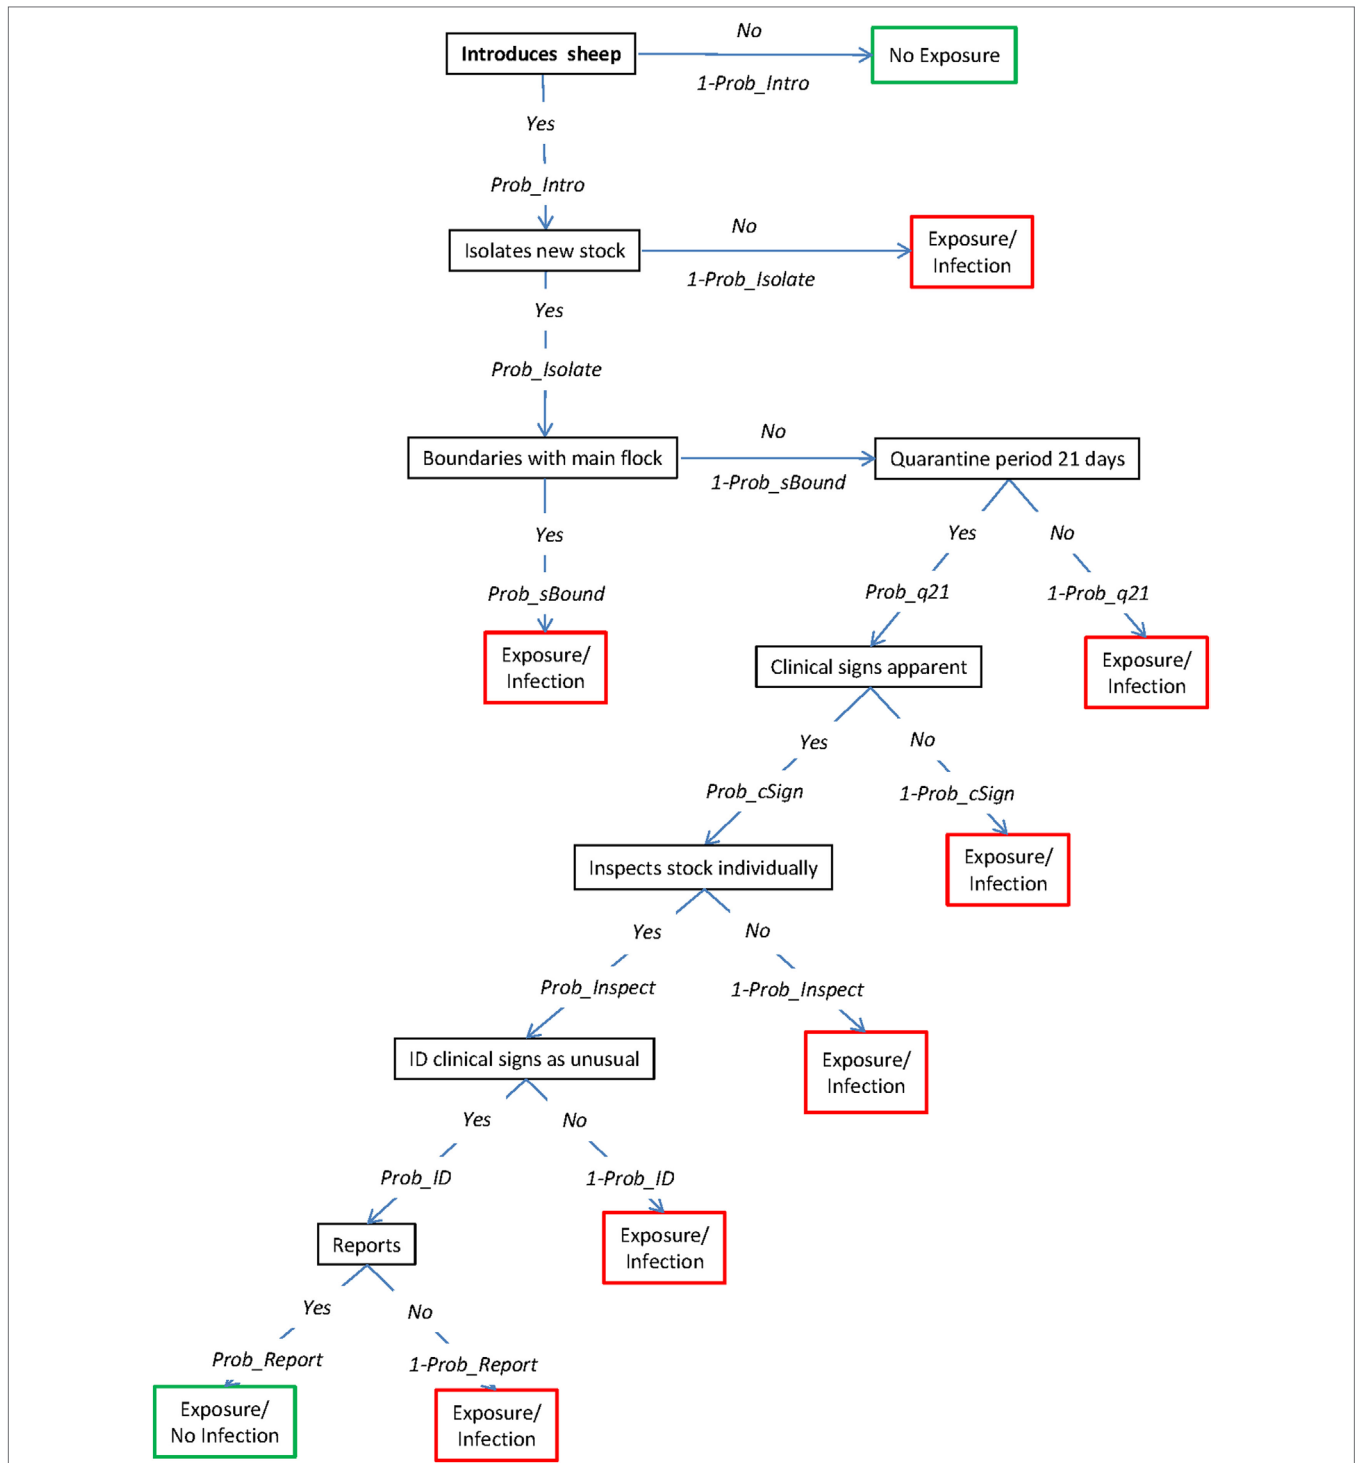 No
Introduces sheep
No Exposure
1-Prob_Intro
Yes
Prob_Intro
No
Isolates new stock
Exposure/
Infection
1-Prob_Isolate
Yes
Prob_Isolate
No
Boundaries with main flock
Quarantine period 21 days
1-Prob_sBound
Yes
Yes
No
Prob_sBound
Prob_q21
1-Prob_q21
Exposure/
Infection
Clinical signs apparent
Exposure/
Infection
Yes
No
Prob_cSign
1-Prob_cSign
Inspects stock individually
Exposure/
Infection
Yes
No
Prob_Inspect
1-Prob_Inspect
ID clinical signs as unusual
Exposure/
Infection
Yes
No
Prob_ID
1-Prob_ID
Reports
Exposure/
Infection
Yes
No
Prob_Report
1-Prob_Report
Exposure/
No Infection
Exposure/
Infection